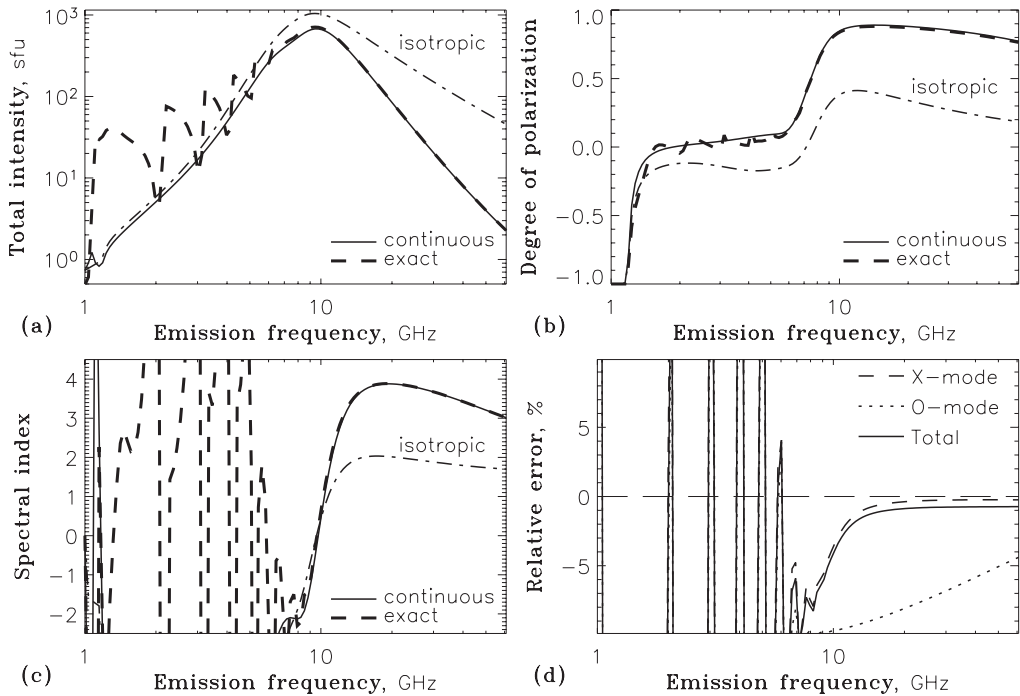 Total intensity, sfu
10³
10²
10¹
10⁰
isotropic
continuous
exact
1
10
(a)
Emission frequency, GHz
Degree of polarization
1.0
0.5
0.0
−0.5
−1.0
isotropic
continuous
exact
1
10
(b)
Emission frequency, GHz
Spectral index
4
3
2
1
0
−1
−2
isotropic
continuous
exact
1
10
(c)
Emission frequency, GHz
Relative error, %
5
0
−5
X−mode
O−mode
Total
1
10
(d)
Emission frequency, GHz